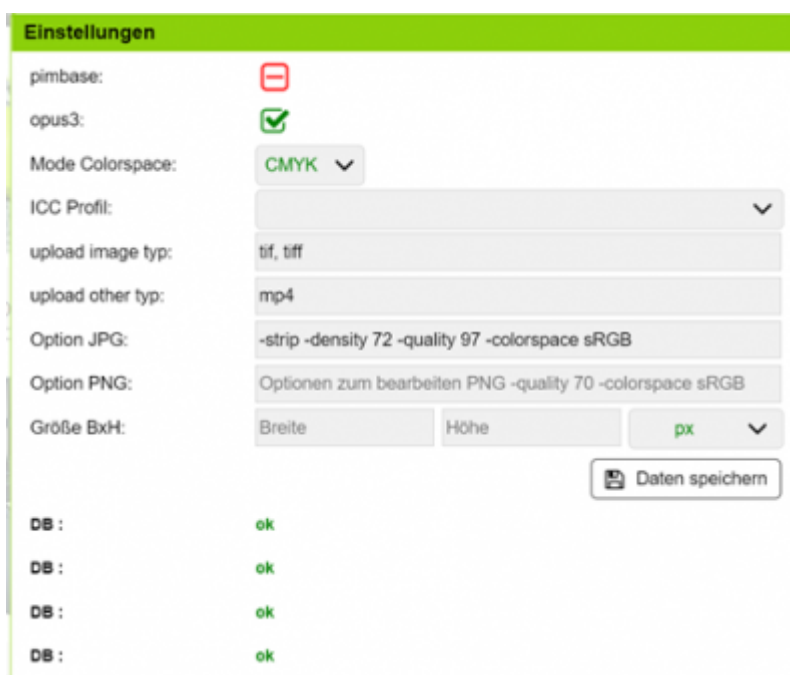 Einstellungen
pimbase:
opus3:
Mode Colorspace: CMYK
ICC Profil:
upload image typ: tif, tiff
upload other typ: mp4
Option JPG: -strip -density 72 -quality 97 -colorspace sRGB
Option PNG: Optionen zum bearbeiten PNG -quality 70 -colorspace sRGB
Größe BxH: Breite Höhe px
Daten speichern
DB : ok
DB : ok
DB : ok
DB : ok